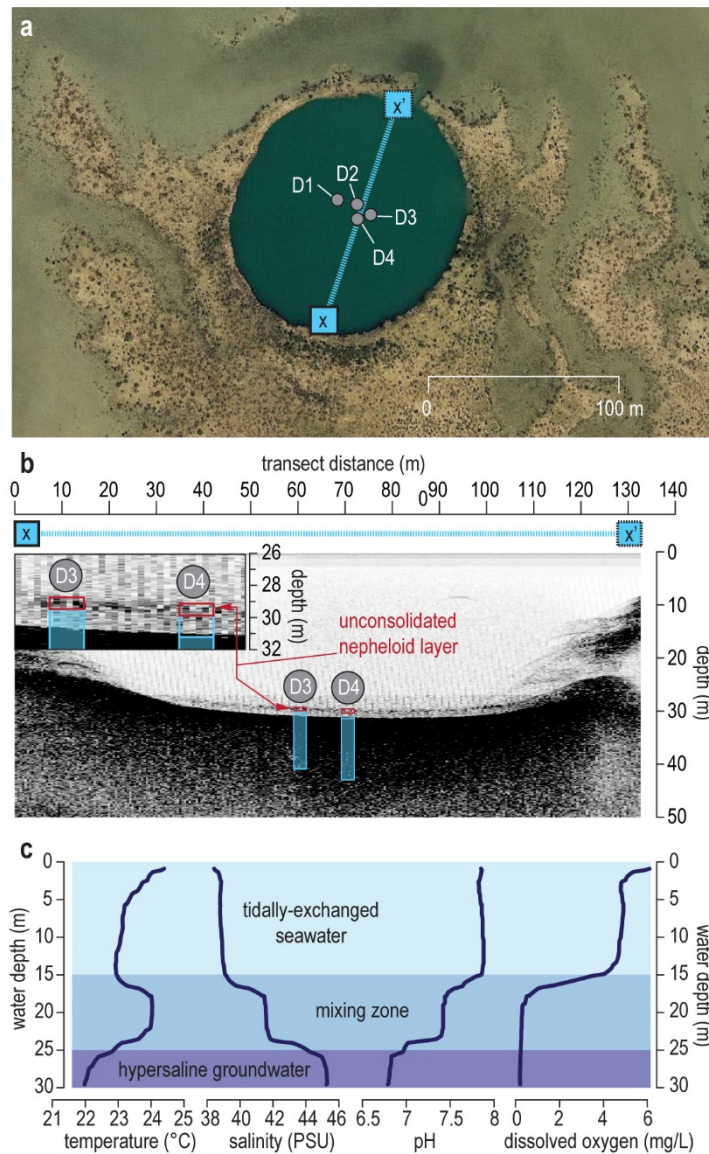 a
x'
D1
D2
D3
D4
x
0
100 m
b
transect distance (m)
0 10 20 30 40 50 60 70 80 90 100 110 120 130 140
0
x
x'
D3
D4
26
28
30
32
depth (m)
unconsolidated
nepheloid layer
D3
D4
0
10
20
30
40
50
depth (m)
c
0
5
10
15
20
25
30
water depth (m)
tidally-exchanged
seawater
mixing zone
hypersaline groundwater
0
5
10
15
20
25
30
water depth (m)
21 22 23 24 25
38 40 42 44 46
6.5 7 7.5 8
0 2 4 6
temperature (°C)
salinity (PSU)
pH
dissolved oxygen (mg/L)